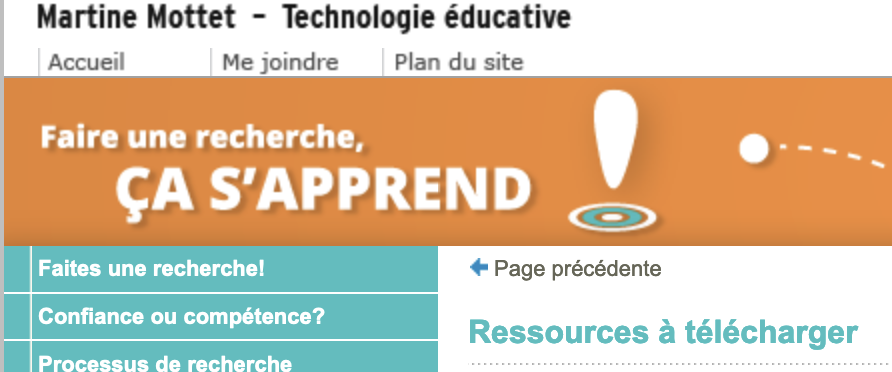 Martine Mottet – Technologie éducative
Accueil Me joindre Plan du site
Faire une recherche,
ÇA S'APPREND
Faites une recherche!
Confiance ou compétence?
Processus de recherche
Page précédente
Ressources à télécharger